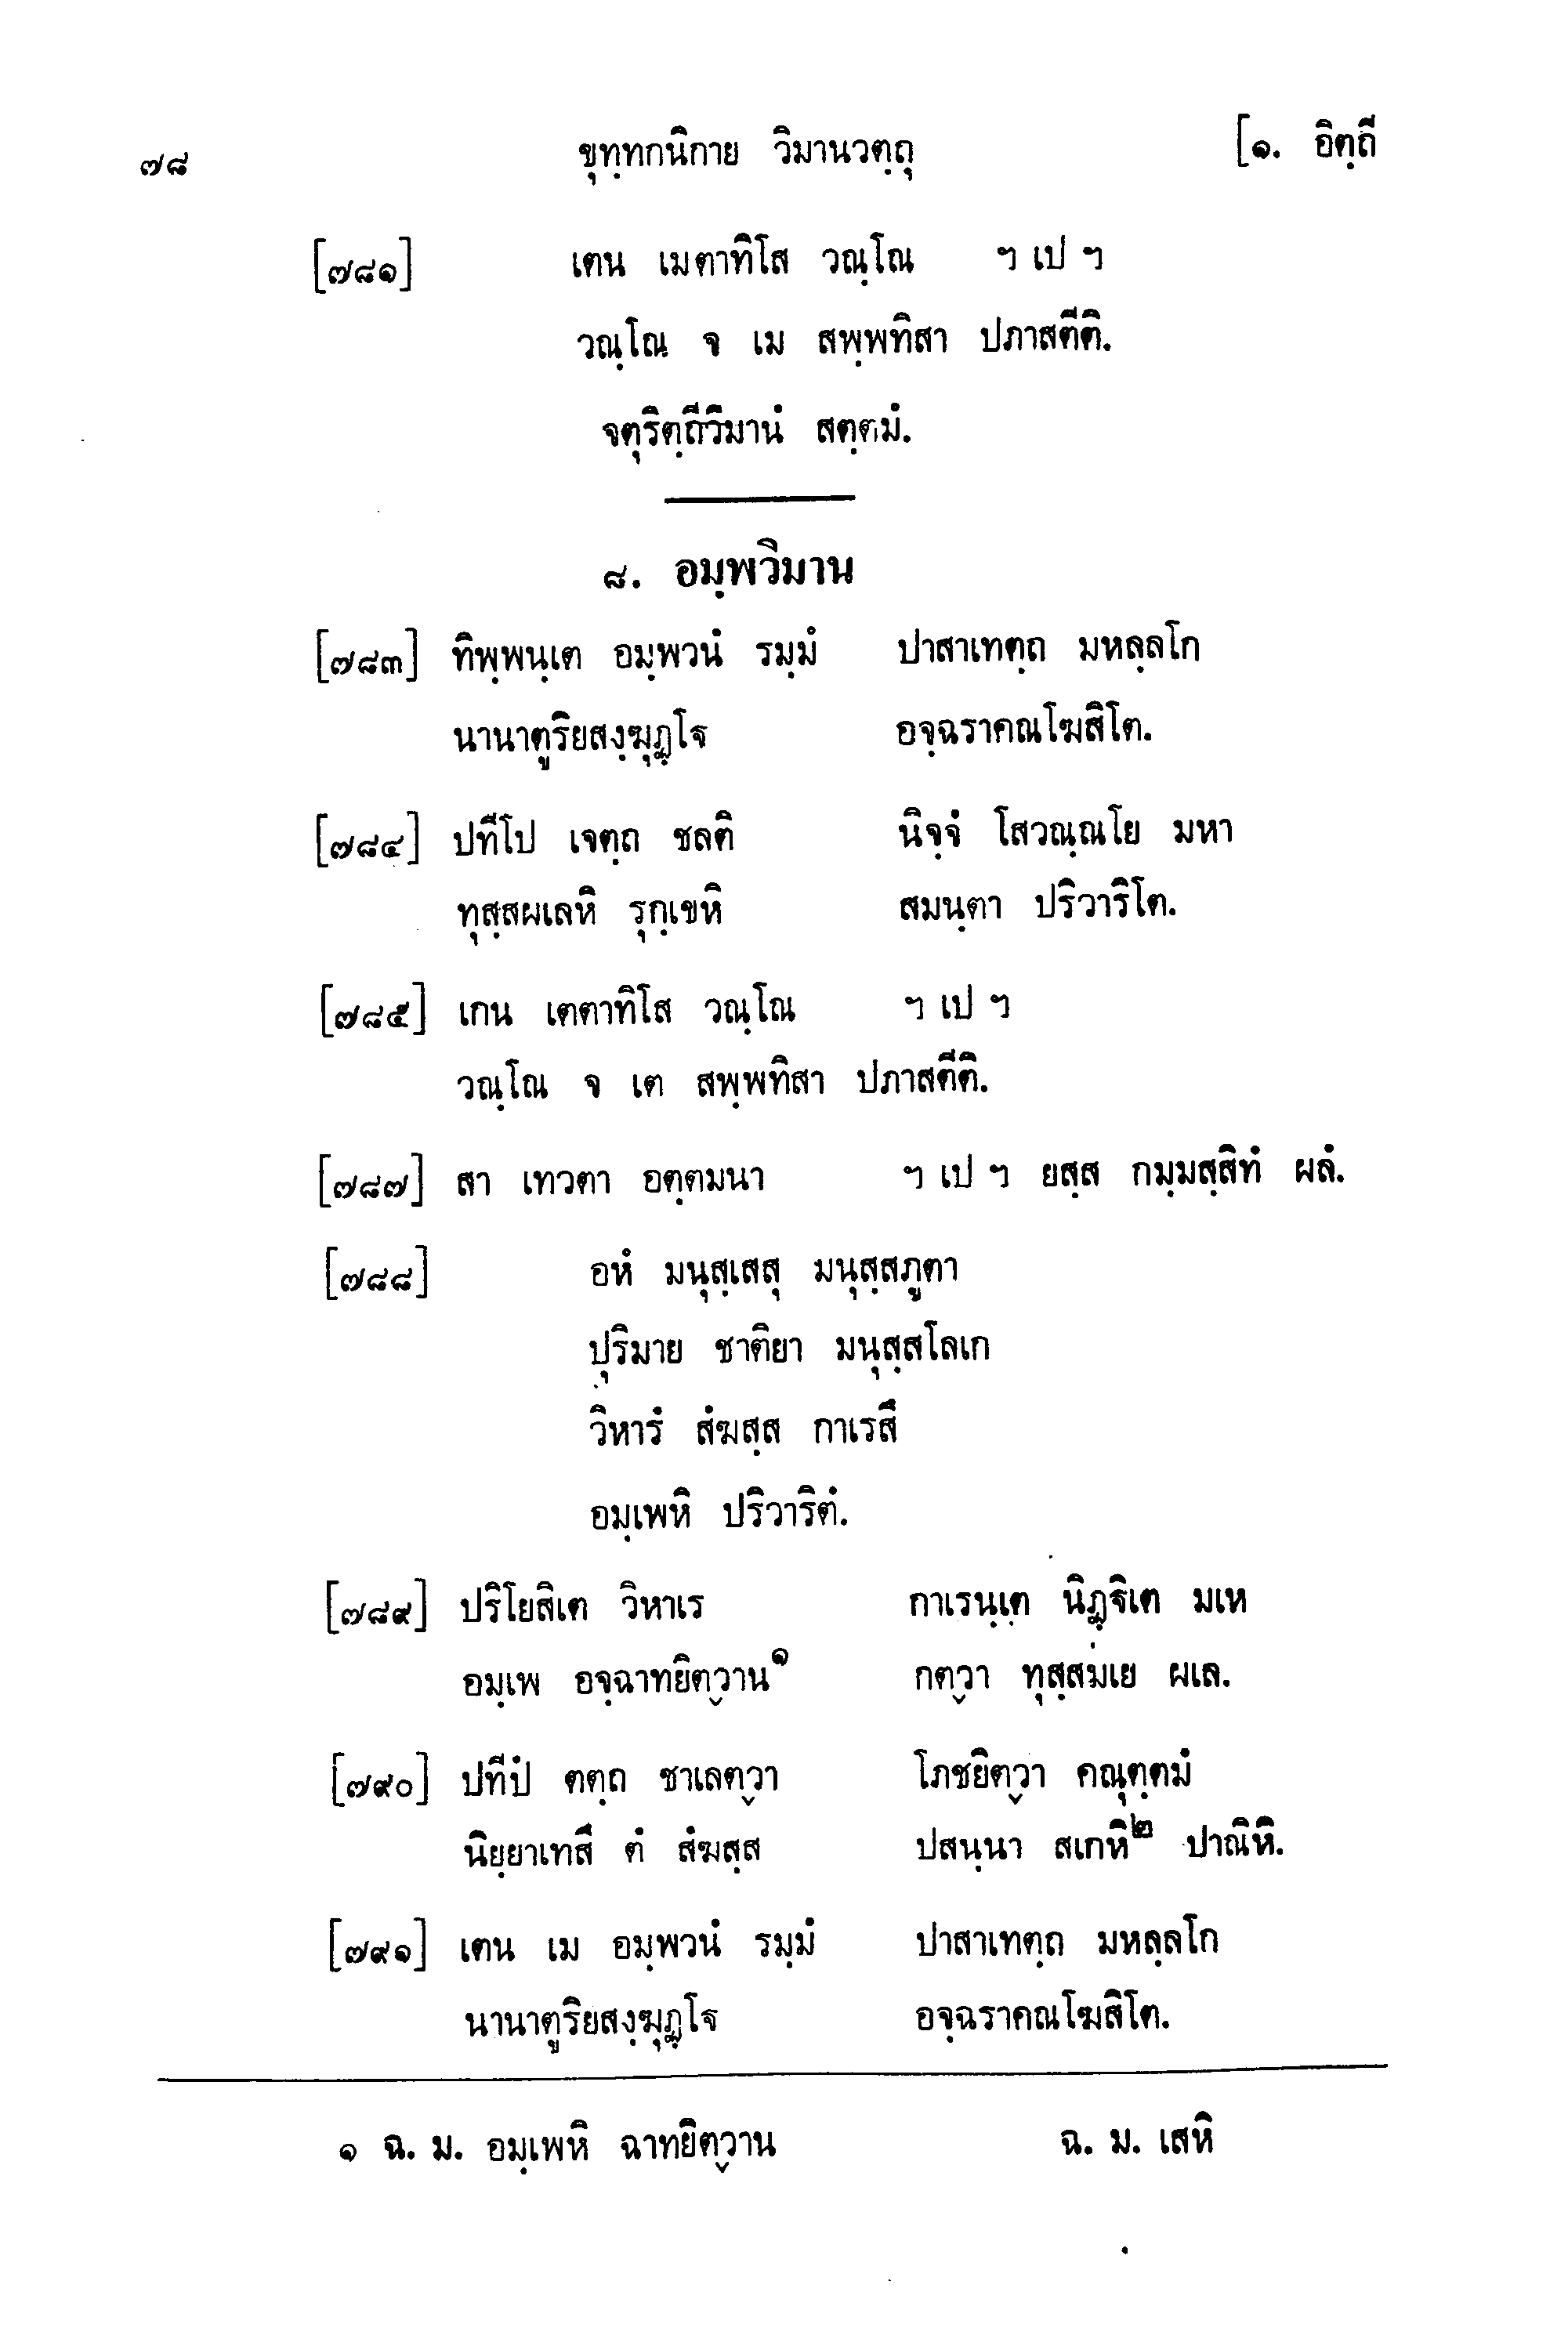 ๗๘ ขุทฺทกนิกาย วิมานวตฺถุ [๑. อิตฺถี
[๗๘๑] เตน เมตาทิโส วณฺโณ ฯ เป ฯ
วณฺโณ จ เม สพฺพทิสา ปภาสตีติ.
จตุริตฺถีวิมานํ สตฺตมํ.
๘. อมฺพวิมาน
[๗๘๓] ทิพฺพนฺเต อมฺพวนํ รมฺมํ ปาสาเทตฺถ มหลฺลโก
นานาตูริยสงฺฆุฏฺโฐ อจฺฉราคณโฆสิโต.
[๗๘๔] ปทีโป เจตฺถ ชลติ นิจฺจํ โสวณฺณโย มหา
ทุสฺสผเลหิ รุกฺเขหิ สมนฺตา ปริวาริโต.
[๗๘๕] เกน เตตาทิโส วณฺโณ ฯ เป ฯ
วณฺโณ จ เต สพฺพทิสา ปภาสตีติ.
[๗๘๗] สา เทวตา อตฺตมนา ฯ เป ฯ ยสฺส กมฺมสฺสิทํ ผลํ.
[๗๘๘] อหํ มนุสฺเสสุ มนุสฺสภูตา
ปุริมาย ชาติยา มนุสฺสโลเก
วิหารํ สํฆสฺส กาเรสึ
อมฺเพหิ ปริวาริตํ.
[๗๘๙] ปริโยสิเต วิหาเร กาเรนฺเต นิฏฺฐิเต มเห
อมฺเพ อจฺฉาทยิตฺวาน๑ กตฺวา ทุสฺสมเย ผเล.
[๗๙๐] ปทีปํ ตตฺถ ชาเลตฺวา โภชยิตฺวา คณุตฺตมํ
นิยฺยาเทสึ ตํ สํฆสฺส ปสนฺนา สเกหิ๒ ปาณิหิ.
[๗๙๑] เตน เม อมฺพวนํ รมฺมํ ปาสาเทตฺถ มหลฺลโก
นานาตูริยสงฺฆุฏฺโฐ อจฺฉราคณโฆสิโต.
๑ ฉ. ม. อมฺเพหิ ฉาทยิตฺวาน ฉ. ม. เสหิ